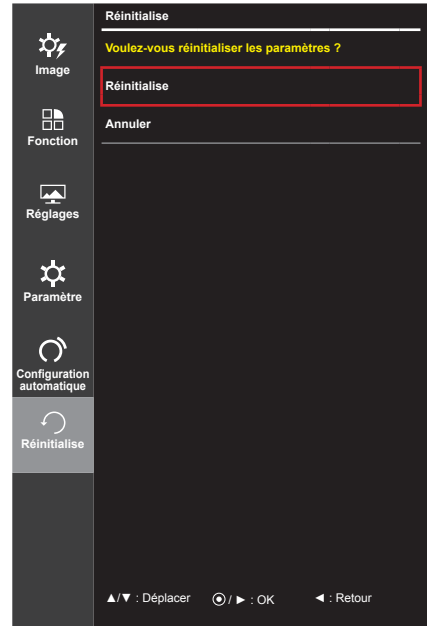 Réinitialise
Voulez-vous réinitialiser les paramètres ?
Réinitialise
Annuler
Image
Fonction
Réglages
Paramètre
Configuration
automatique
Réinitialise
▲/▼ : Déplacer ⦿ / ► : OK ◄ : Retour